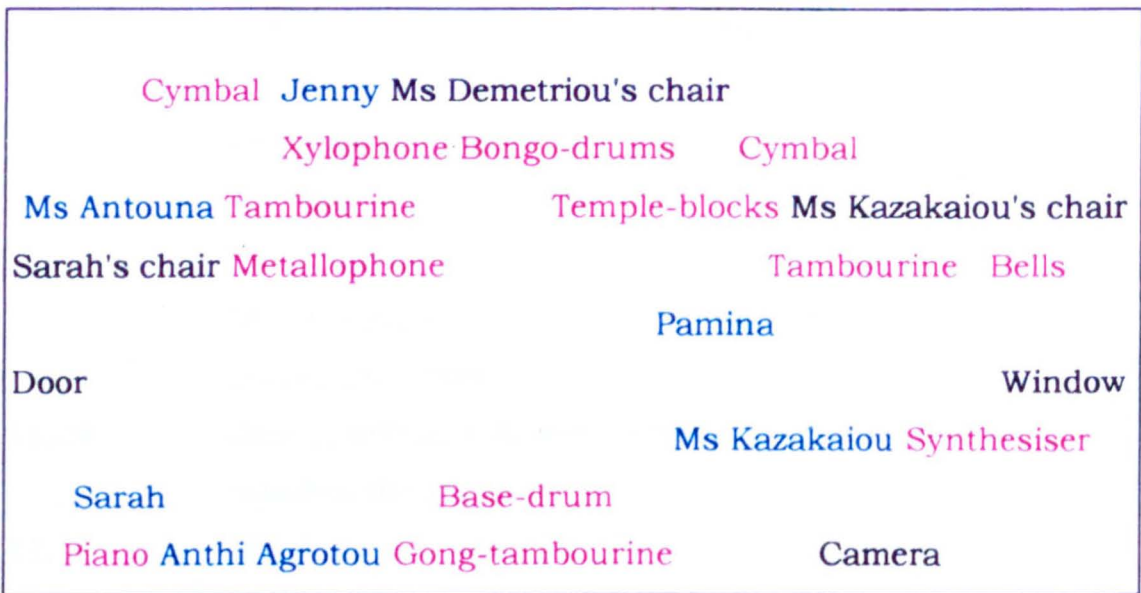 Cymbal Jenny Ms Demetriou's chair
Xylophone Bongo-drums Cymbal
Ms Antouna Tambourine Temple-blocks Ms Kazakaiou's chair
Sarah's chair Metallophone Tambourine Bells
Pamina
Door Window
Ms Kazakaiou Synthesiser
Sarah Base-drum
Piano Anthi Agrotou Gong-tambourine Camera